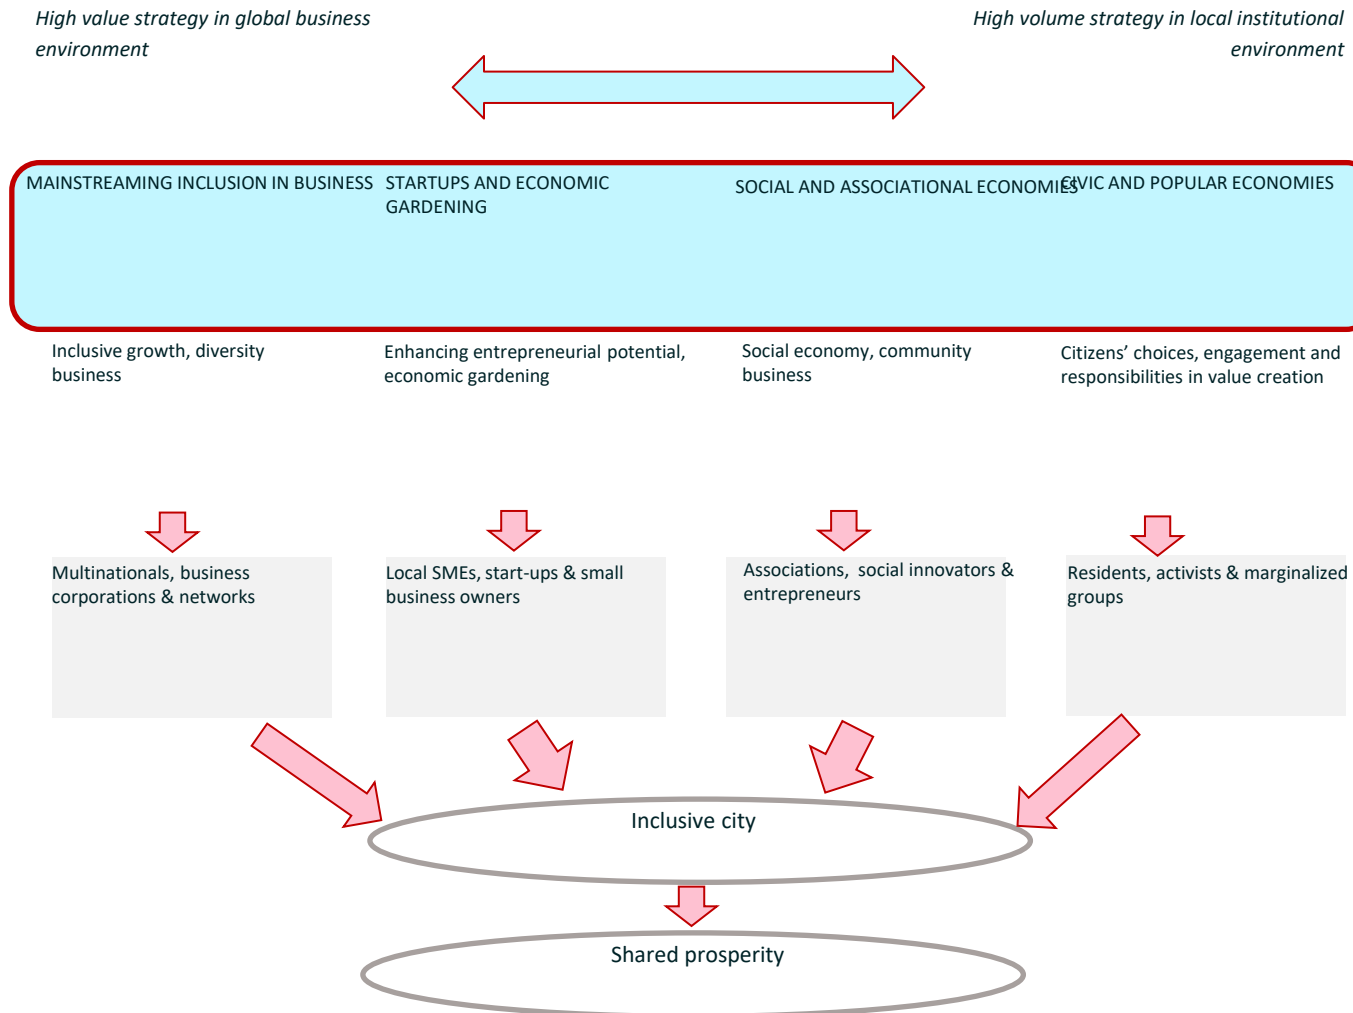 High value strategy in global business
environment
High volume strategy in local institutional
environment
MAINSTREAMING INCLUSION IN BUSINESS
STARTUPS AND ECONOMIC
GARDENING
SOCIAL AND ASSOCIATIONAL ECONOMIES
CIVIC AND POPULAR ECONOMIES
Inclusive growth, diversity
business
Enhancing entrepreneurial potential,
economic gardening
Social economy, community
business
Citizens’ choices, engagement and
responsibilities in value creation
Multinationals, business
corporations & networks
Local SMEs, start-ups & small
business owners
Associations, social innovators &
entrepreneurs
Residents, activists & marginalized
groups
Inclusive city
Shared prosperity